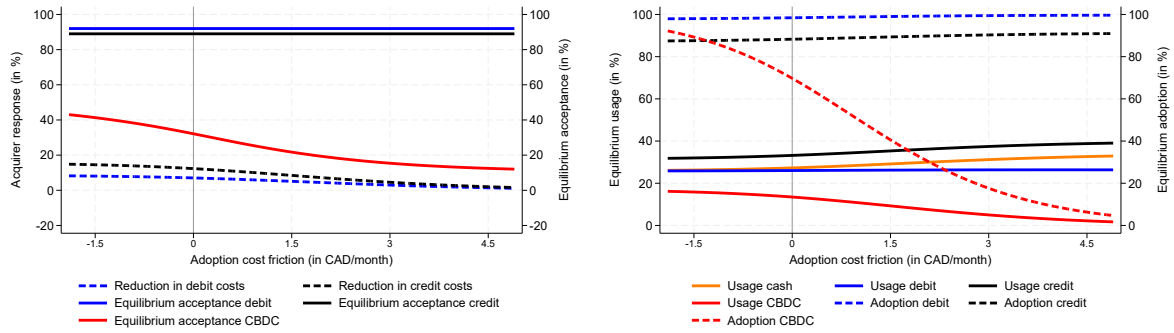 100
80
60
40
20
0
-20
Acquirer response (in %)
100
80
60
40
20
0
-20
Equilibrium acceptance (in %)
-1.5 0 1.5 3 4.5
Adoption cost friction (in CAD/month)
Reduction in debit costs Reduction in credit costs
Equilibrium acceptance debit Equilibrium acceptance credit
Equilibrium acceptance CBDC
100
80
60
40
20
0
Equilibrium usage (in %)
100
80
60
40
20
0
Equilibrium adoption (in %)
-1.5 0 1.5 3 4.5
Adoption cost friction (in CAD/month)
Usage cash Usage debit Usage credit
Usage CBDC Adoption debit Adoption credit
Adoption CBDC